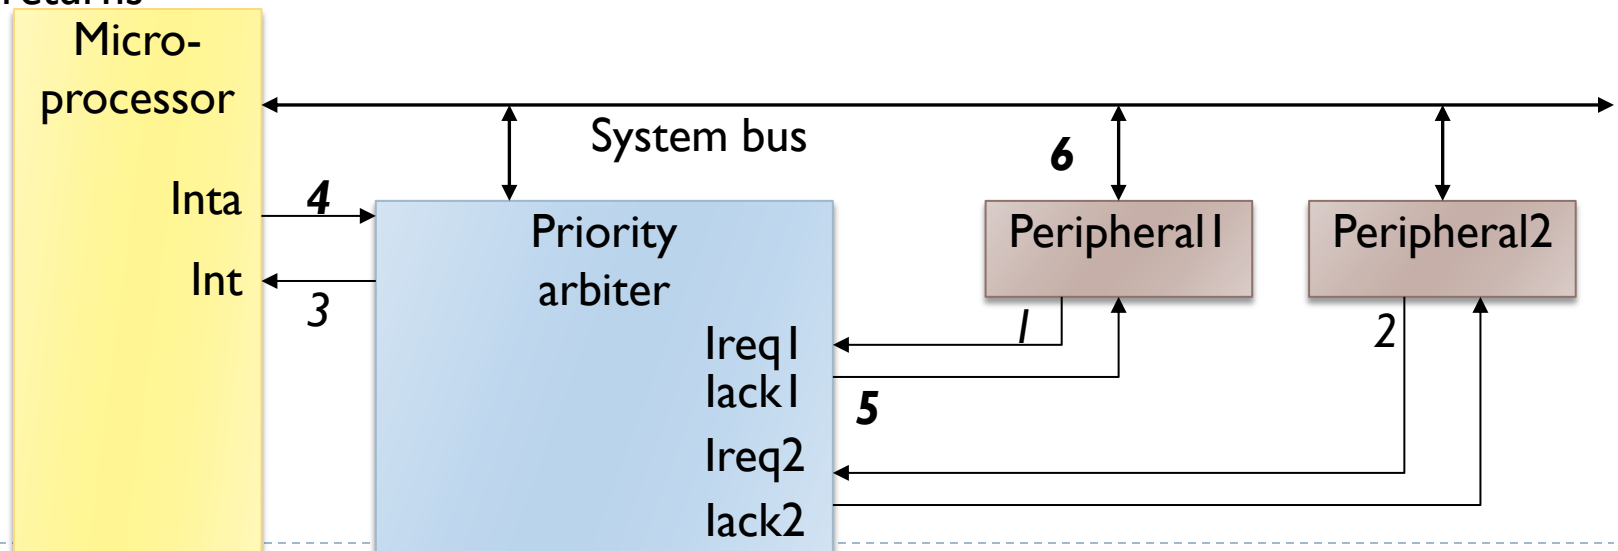 returns
Micro-
processor
System bus
6
Inta
4
Priority
arbiter
Peripheral1
Peripheral2
Int
3
1
2
Ireq1
Iack1
5
Ireq2
Iack2